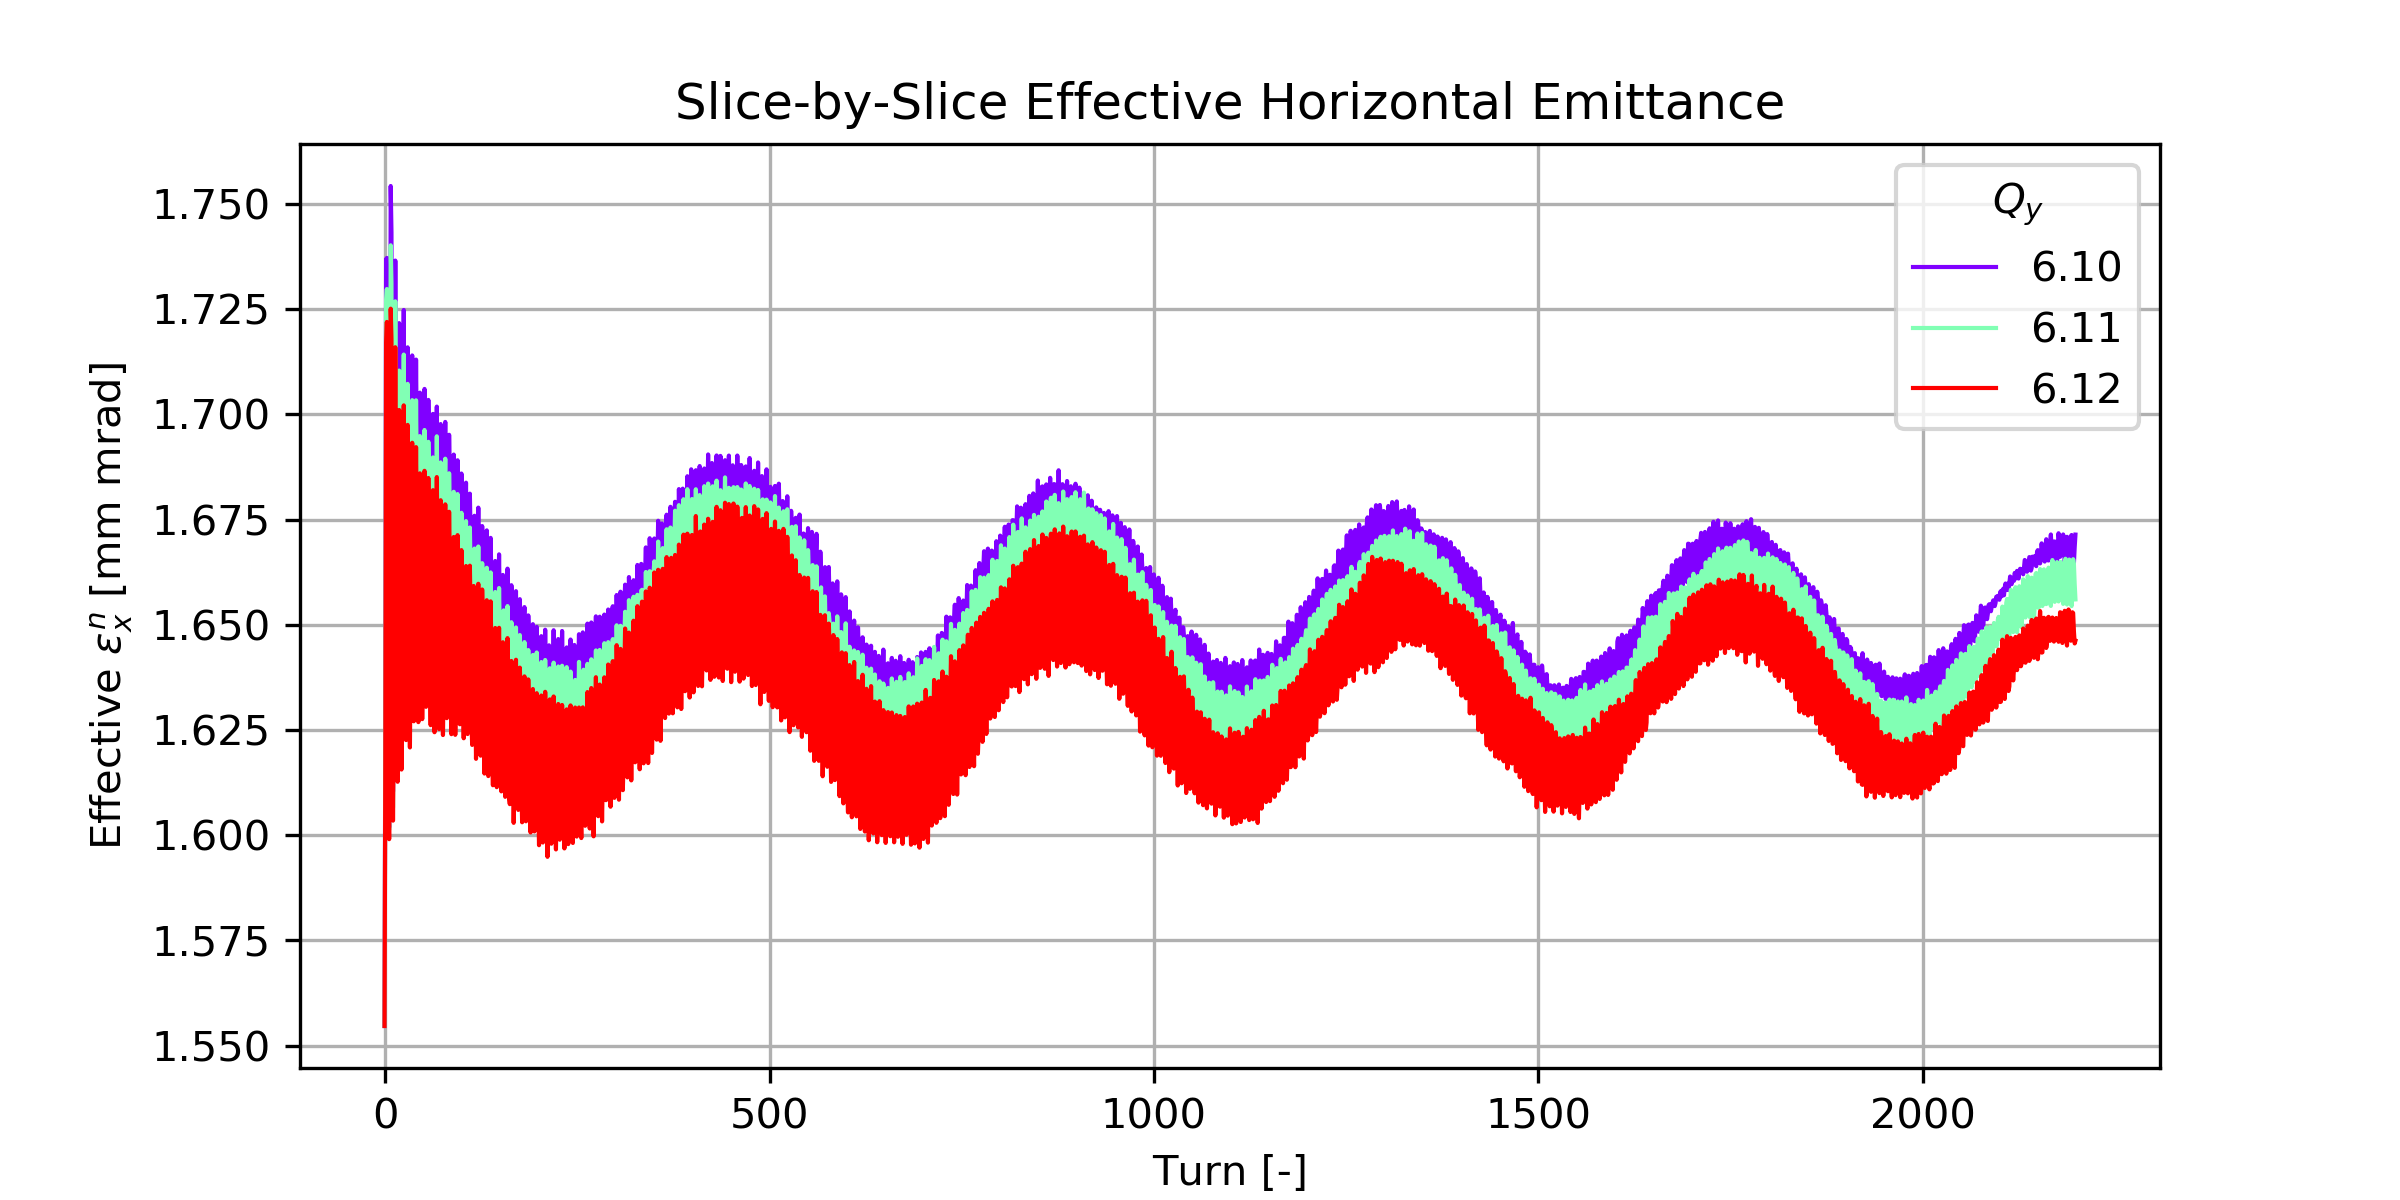 Slice-by-Slice Effective Horizontal Emittance
Effective ε_x^n [mm mrad]
1.750
1.725
1.700
1.675
1.650
1.625
1.600
1.575
1.550
Q_y
6.10
6.11
6.12
0 500 1000 1500 2000
Turn [-]